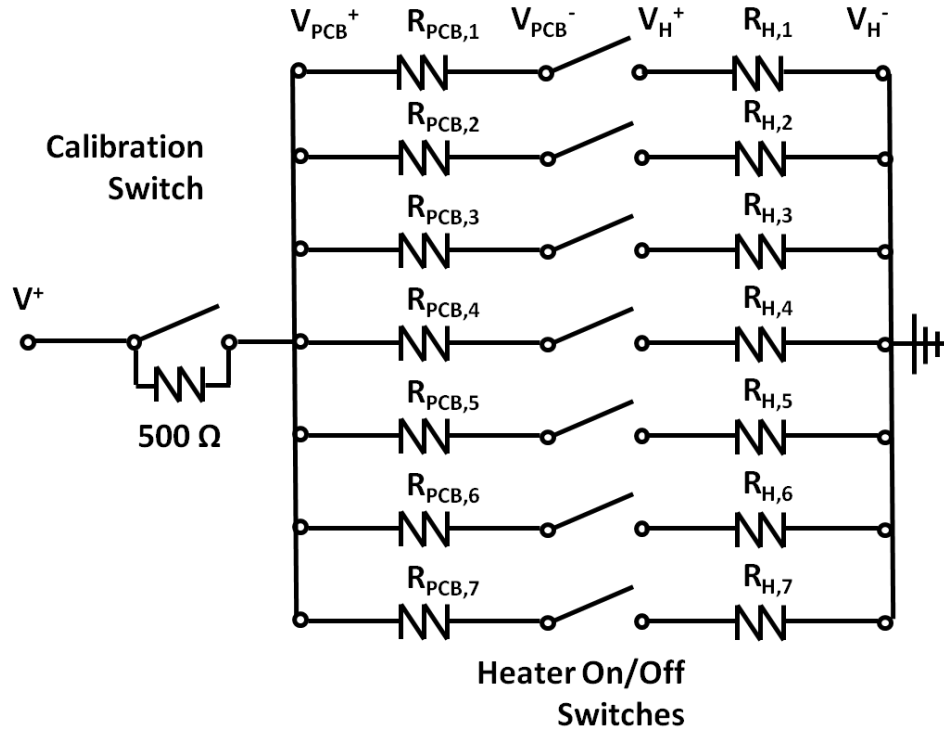 V_PCB⁺ R_PCB,1 V_PCB⁻ V_H⁺ R_H,1 V_H⁻
R_PCB,2 R_H,2
Calibration
Switch
R_PCB,3 R_H,3
V⁺
R_PCB,4 R_H,4
500 Ω
R_PCB,5 R_H,5
R_PCB,6 R_H,6
R_PCB,7 R_H,7
Heater On/Off
Switches